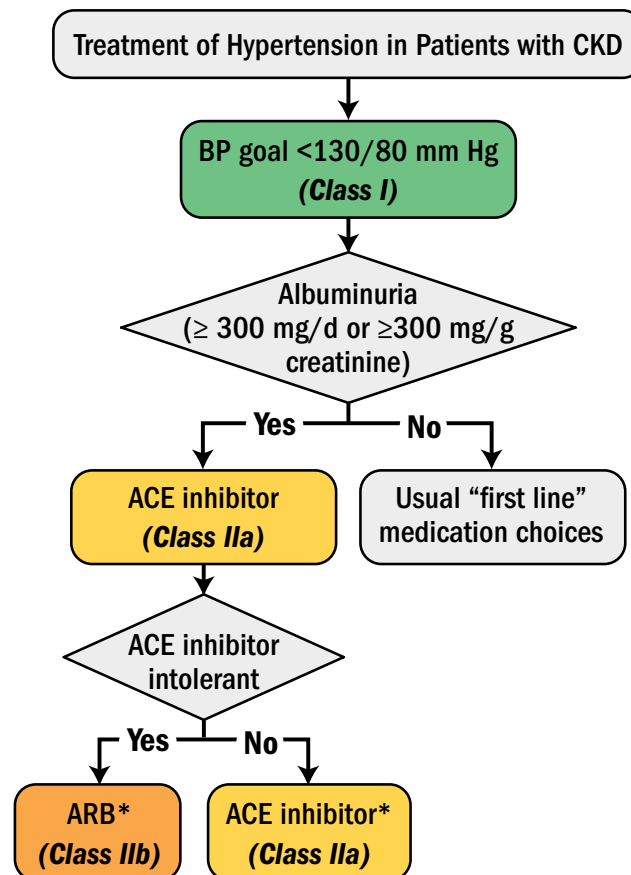 Treatment of Hypertension in Patients with CKD
BP goal <130/80 mm Hg
(Class I)
Albuminuria
(≥ 300 mg/d or ≥300 mg/g
creatinine)
Yes
No
ACE inhibitor
(Class IIa)
Usual “first line”
medication choices
ACE inhibitor
intolerant
Yes
No
ARB*
(Class IIb)
ACE inhibitor*
(Class IIa)